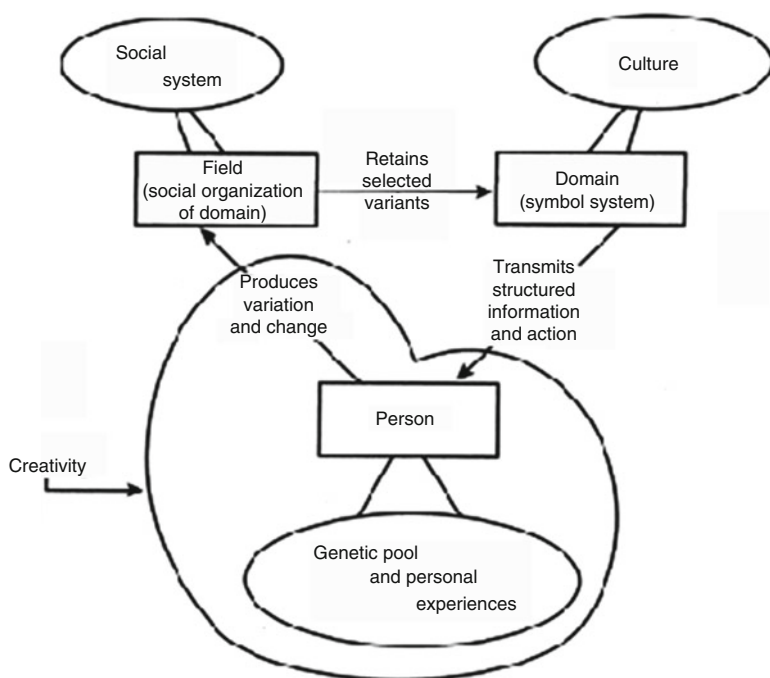 Social
system
Culture
Field
(social organization
of domain)
Retains
selected
variants
Domain
(symbol system)
Produces
variation
and change
Transmits
structured
information
and action
Person
Creativity
Genetic pool
and personal
experiences